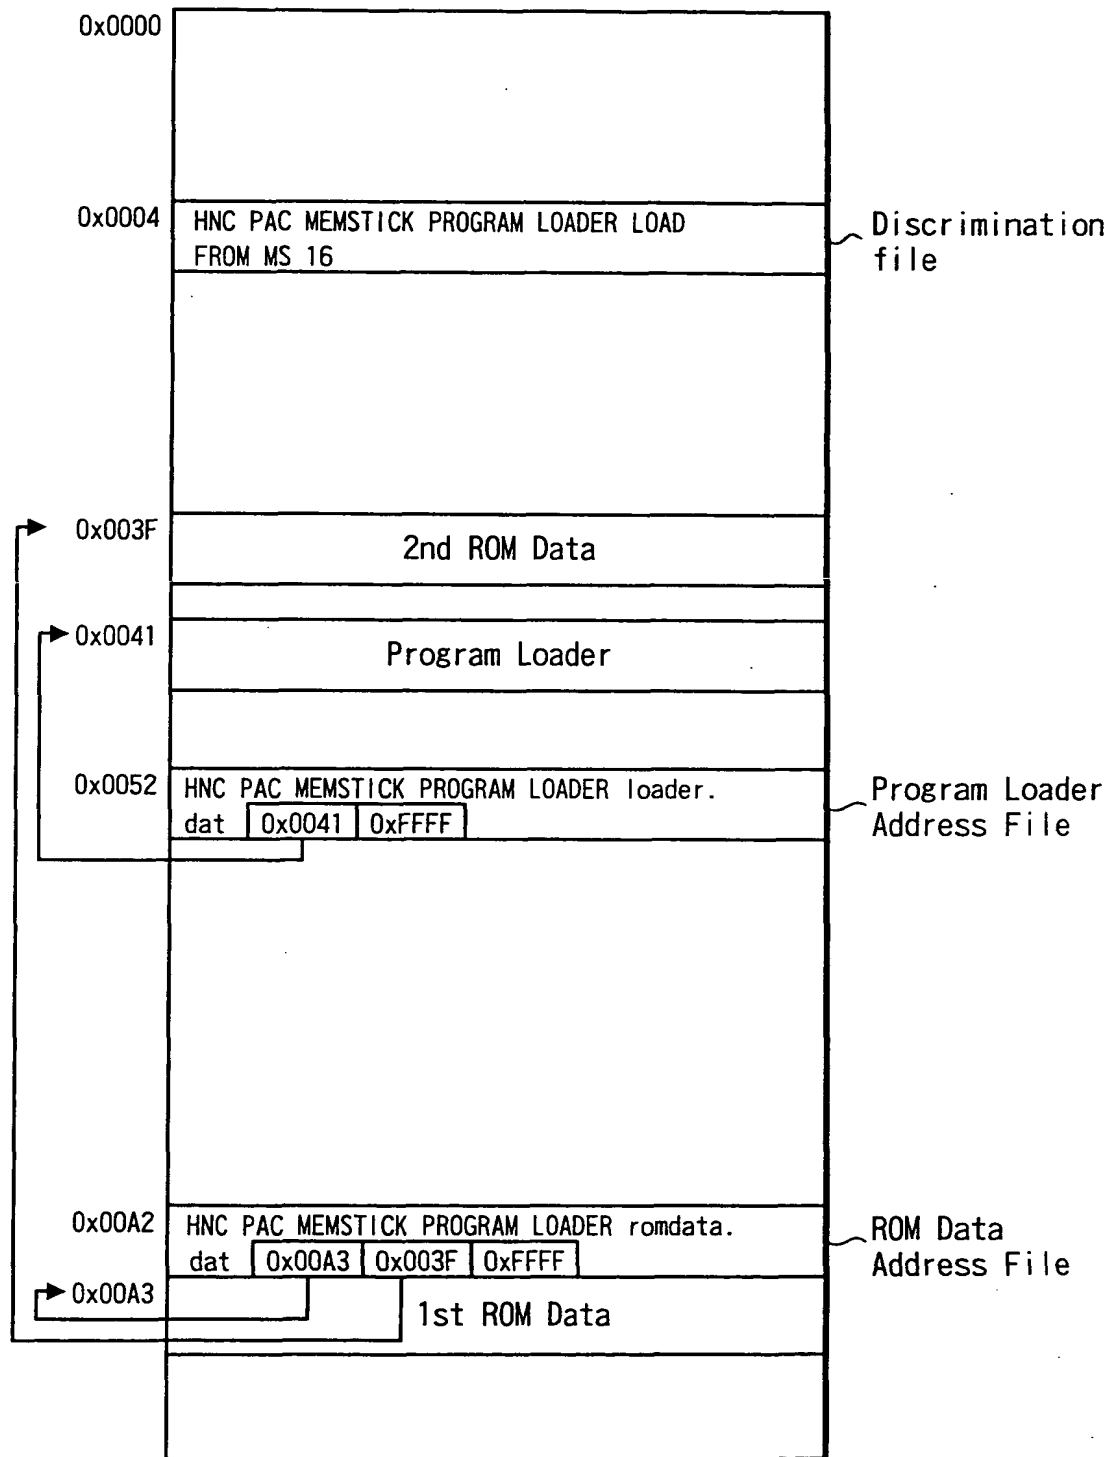 0x0000
0x0004
HNC PAC MEMSTICK PROGRAM LOADER LOAD
FROM MS 16
Discrimination
file
0x003F
2nd ROM Data
0x0041
Program Loader
0x0052
HNC PAC MEMSTICK PROGRAM LOADER loader.
dat 0x0041 0xFFFF
Program Loader
Address File
0x00A2
HNC PAC MEMSTICK PROGRAM LOADER romdata.
dat 0x00A3 0x003F 0xFFFF
ROM Data
Address File
0x00A3
1st ROM Data